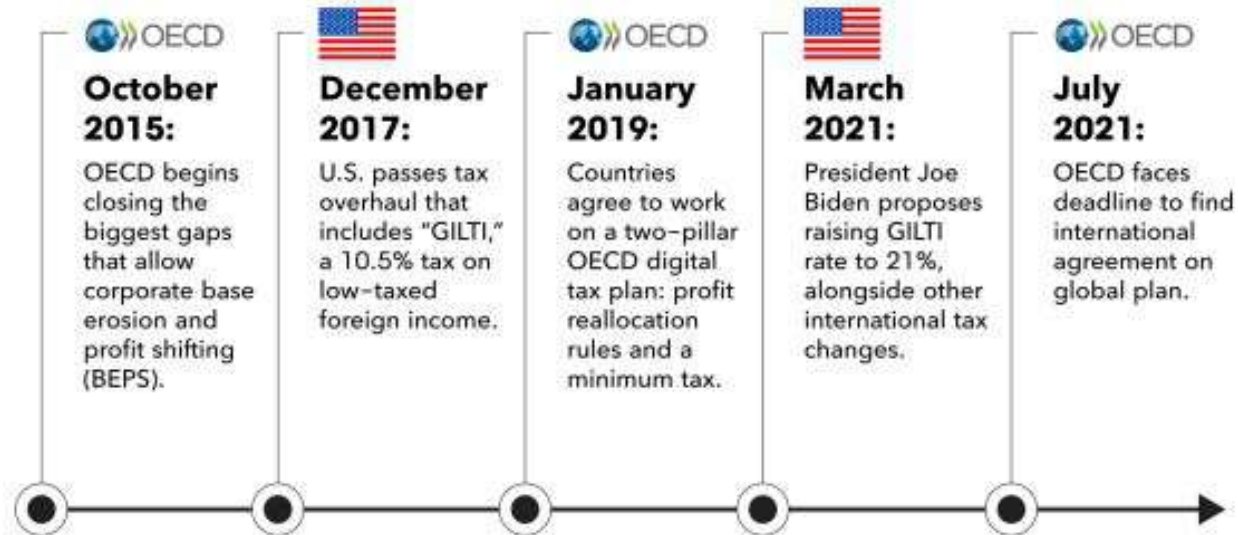 OECD
October
2015:
OECD begins
closing the
biggest gaps
that allow
corporate base
erosion and
profit shifting
(BEPS).
December
2017:
U.S. passes tax
overhaul that
includes “GILTI,”
a 10.5% tax on
low-taxed
foreign income.
OECD
January
2019:
Countries
agree to work
on a two-pillar
OECD digital
tax plan: profit
reallocation
rules and a
minimum tax.
March
2021:
President Joe
Biden proposes
raising GILTI
rate to 21%,
alongside other
international tax
changes.
OECD
July
2021:
OECD faces
deadline to find
international
agreement on
global plan.